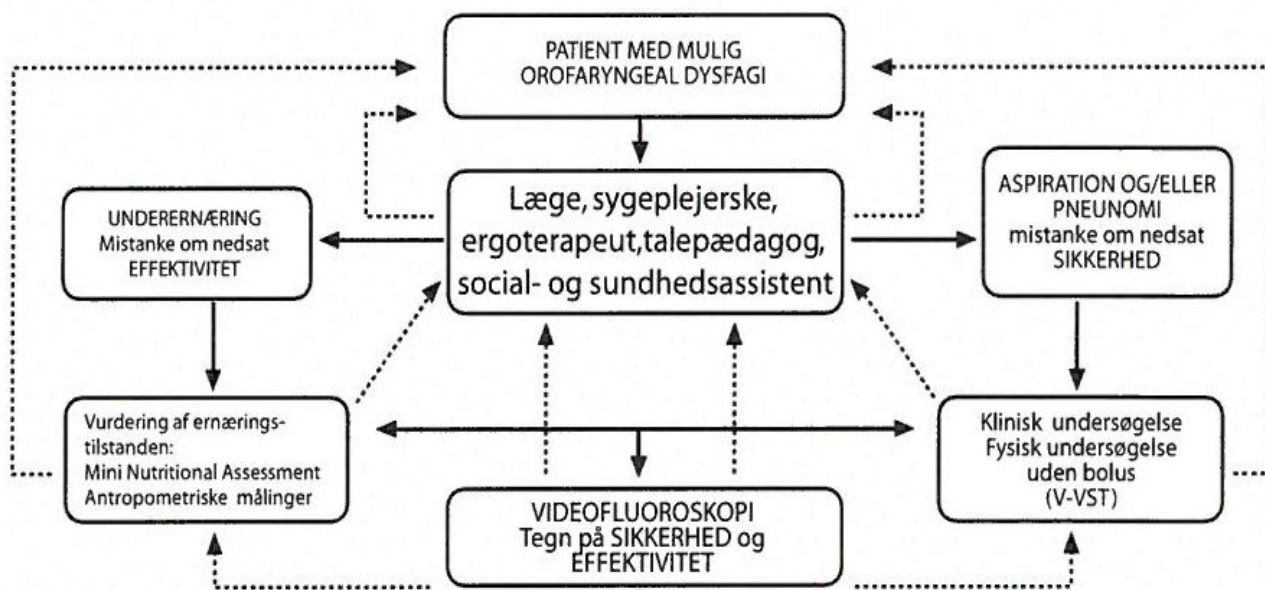 PATIENT MED MULIG
OROFARYNGEAL DYSFAGI
Læge, sygeplejerske,
ergoterapeut,talepædagog,
social- og sundhedsassistent
UNDERERNÆRING
Mistanke om nedsat
EFFEKTIVITET
ASPIRATION OG/ELLER
PNEUNOMI
mistanke om nedsat
SIKKERHED
Vurdering af ernærings-
tilstanden:
Mini Nutritional Assessment
Antropometriske målinger
Klinisk undersøgelse
Fysisk undersøgelse
uden bolus
(V-VST)
VIDEOFLUOROSKOPI
Tegn på SIKKERHED og
EFFEKTIVITET